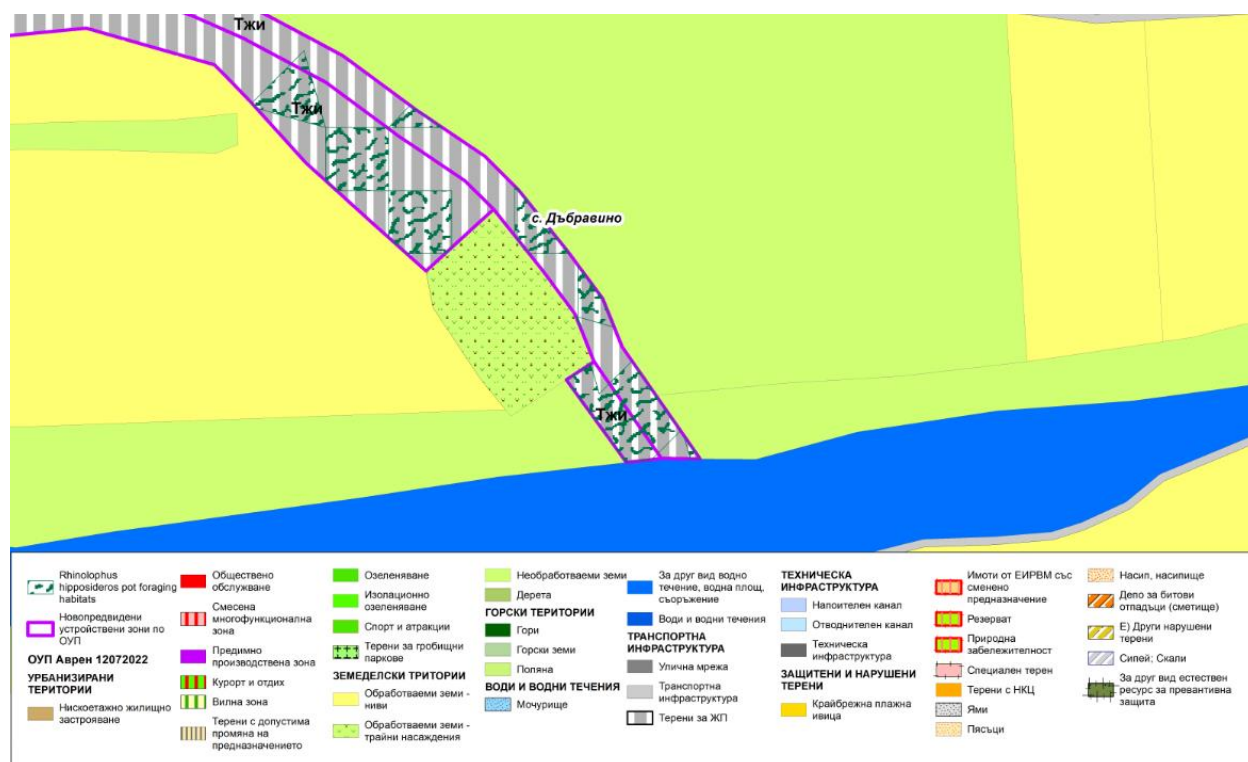 Тжи
Тжи
с. Дъбравино
Тжи
Rhinolophus
hipposideros pot foraging
habitats
Новопредвидени
устройствени зони по
ОУП
ОУП Аврен 12072022
УРБАНИЗИРАНИ
ТЕРИТОРИИ
Нискоетажно жилищно
застрояване
Обществено
обслужване
Смесена
многофункционална
зона
Предимно
производствена зона
Курорт и отдих
Вилна зона
Терени с допустима
промяна на
предназначението
Озеленяване
Изолационно
озеленяване
Спорт и атракции
Терени за гробищни
паркове
ЗЕМЕДЕЛСКИ ТРИТОРИИ
Обработваеми земи -
ниви
Обработваеми земи -
трайни насаждения
Необработваеми земи
Дерета
ГОРСКИ ТЕРИТОРИИ
Гори
Горски земи
Поляна
ВОДИ И ВОДНИ ТЕЧЕНИЯ
Мочурище
За друг вид водно
течение, водна площ,
съоръжение
Води и водни течения
ТРАНСПОРТНА
ИНФРАСТРУКТУРА
Улична мрежа
Транспортна
инфраструктура
Терени за ЖП
ТЕХНИЧЕСКА
ИНФРАСТРУКТУРА
Напоителен канал
Отводнителен канал
Техническа
инфраструктура
ЗАЩИТЕНИ И НАРУШЕНИ
ТЕРЕНИ
Крайбрежна плажна
ивица
Имоти от ЕИРВМ със
сменено
предназначение
Резерват
Природна
забележителност
Специален терен
Терени с НКЦ
Ями
Пясъци
Насип, насипище
Депо за битови
отпадъци (сметище)
Е) Други нарушени
терени
Сипей; Скали
За друг вид естествен
ресурс за превантивна
защита